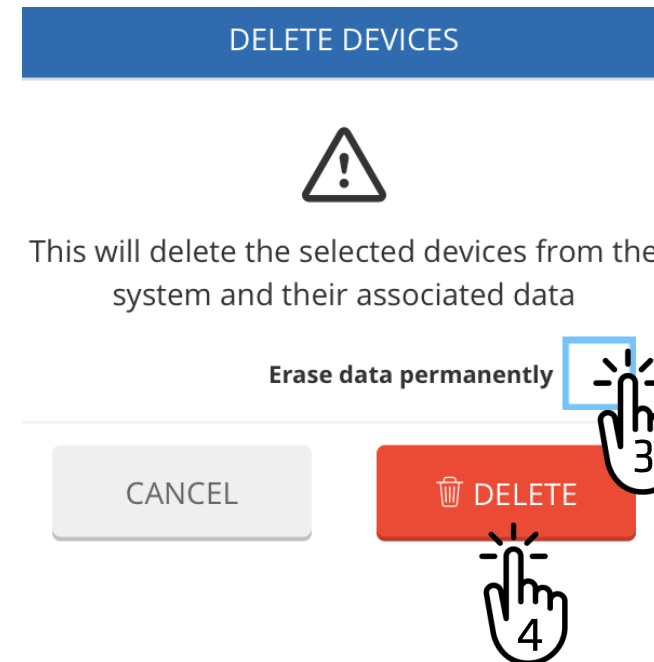 DELETE DEVICES
This will delete the selected devices from the
system and their associated data
Erase data permanently
3
CANCEL
DELETE
4